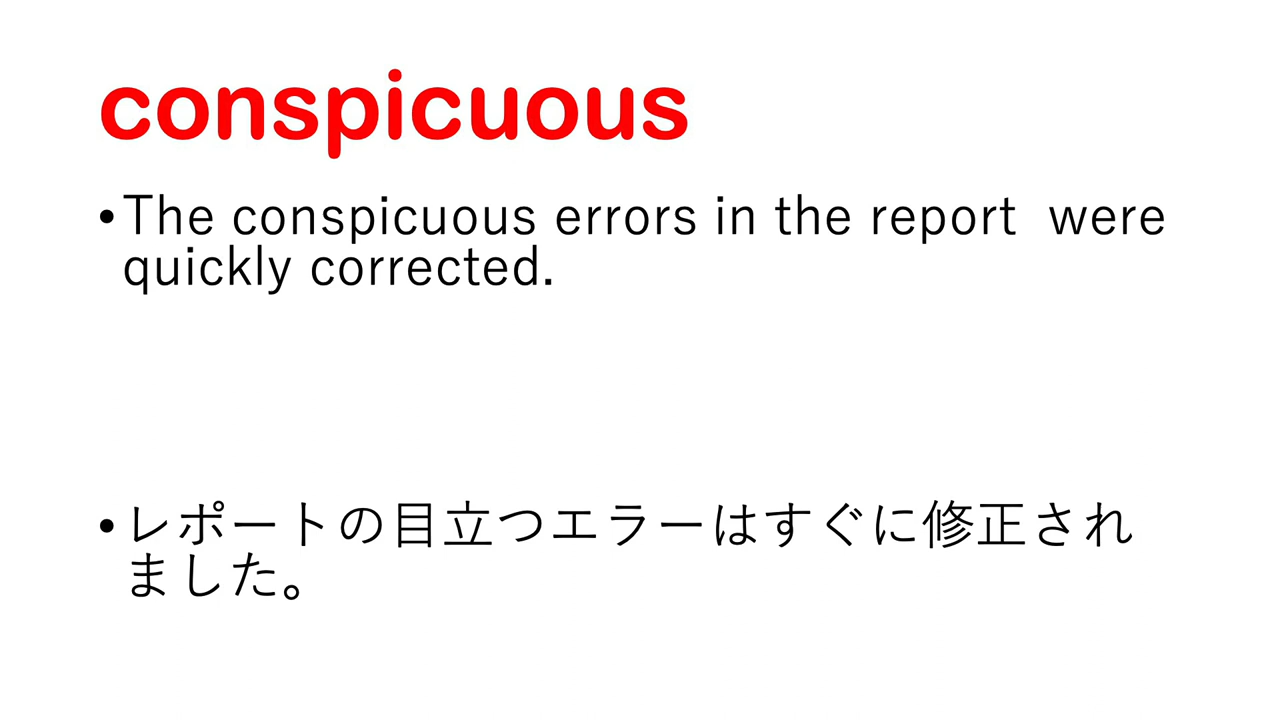 conspicuous
•The conspicuous errors in the report  were
quickly corrected.
•レポートの目立つエラーはすぐに修正され
ました。